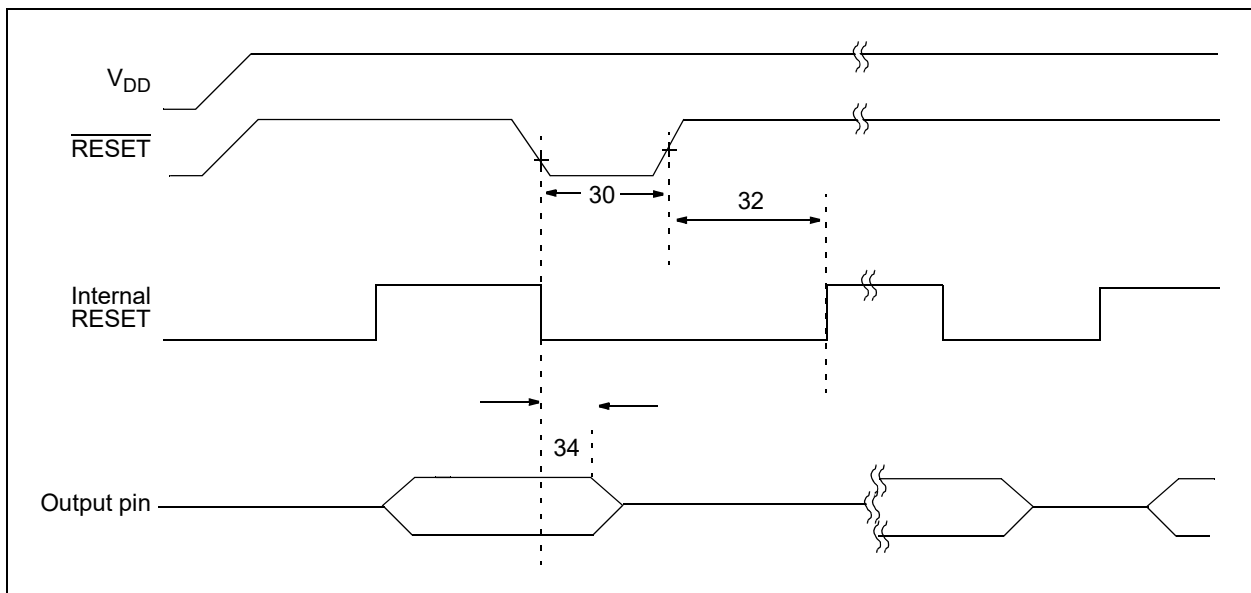 VDD
RESET
30
32
Internal
RESET
34
Output pin